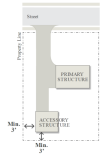 Street
Property Line
PRIMARY
STRUCTURE
ACCESSORY
STRUCTURE
Min.
3'
Min.
3'